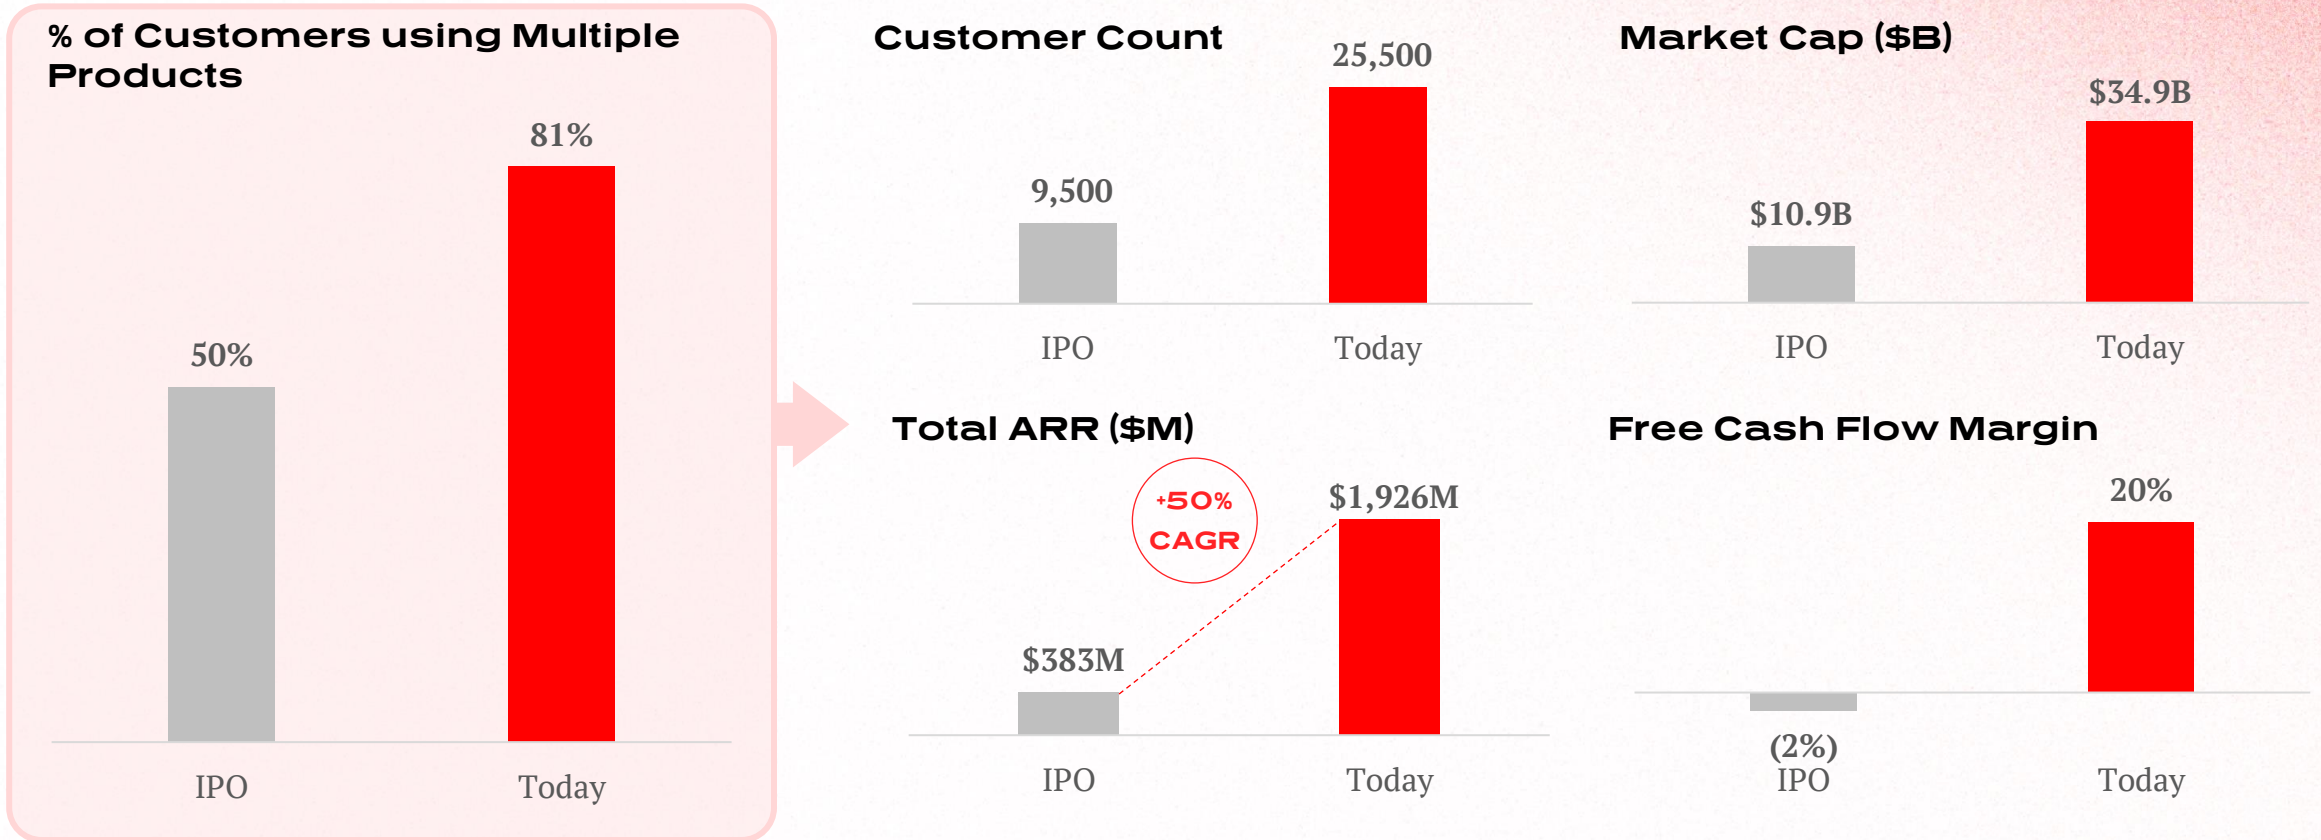 % of Customers using Multiple
Products
81%
50%
IPO
Today
Customer Count
25,500
9,500
IPO
Today
Market Cap ($B)
$34.9B
$10.9B
IPO
Today
Total ARR ($M)
+50%
CAGR
$1,926M
$383M
IPO
Today
Free Cash Flow Margin
20%
(2%)
IPO
Today